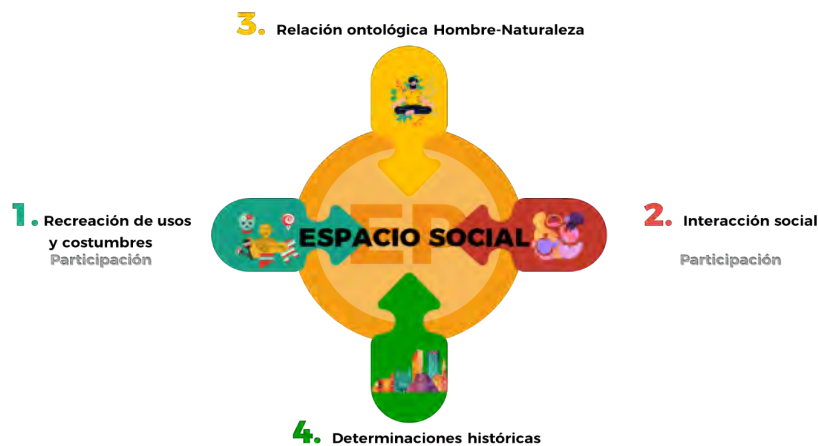 3. Relación ontológica Hombre-Naturaleza
1. Recreación de usos
y costumbres
Participación
EP
ESPACIO SOCIAL
2. Interacción social
Participación
4. Determinaciones históricas